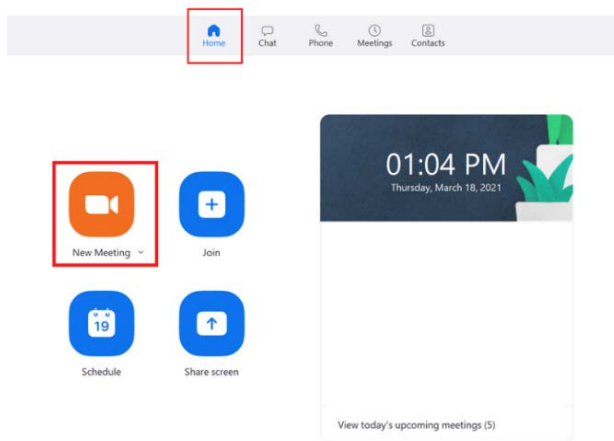 Home
Chat
Phone
Meetings
Contacts
01:04 PM
Thursday, March 18, 2021
New Meeting
Join
19
Schedule
Share screen
View today's upcoming meetings (5)